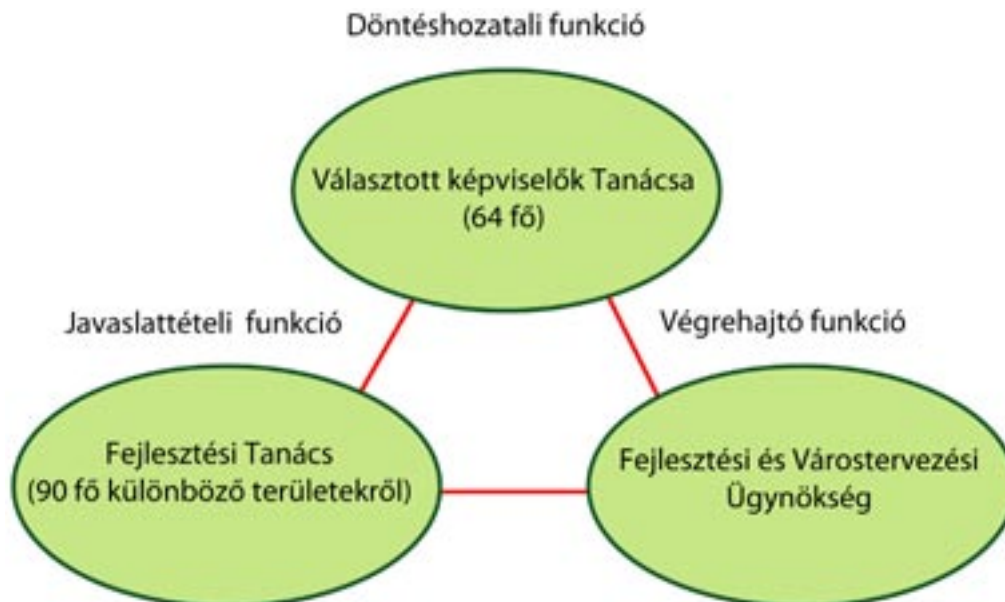 Döntéshozatali funkció
Választott képviselők Tanácsa
(64 fő)
Javaslattételi funkció
Végrehajtó funkció
Fejlesztési Tanács
(90 fő különböző területekről)
Fejlesztési és Várostervezési
Ügynökség